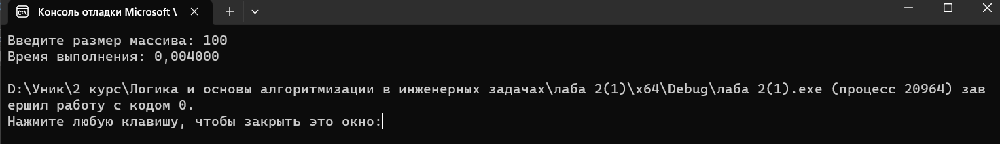 Консоль отладки Microsoft V
Введите размер массива: 100
Время выполнения: 0,004000
D:\Уник\2 курс\Логика и основы алгоритмизации в инженерных задачах\лаба 2(1)\x64\Debug\лаба 2(1).exe (процесс 20964) зав
ершил работу с кодом 0.
Нажмите любую клавишу, чтобы закрыть это окно: